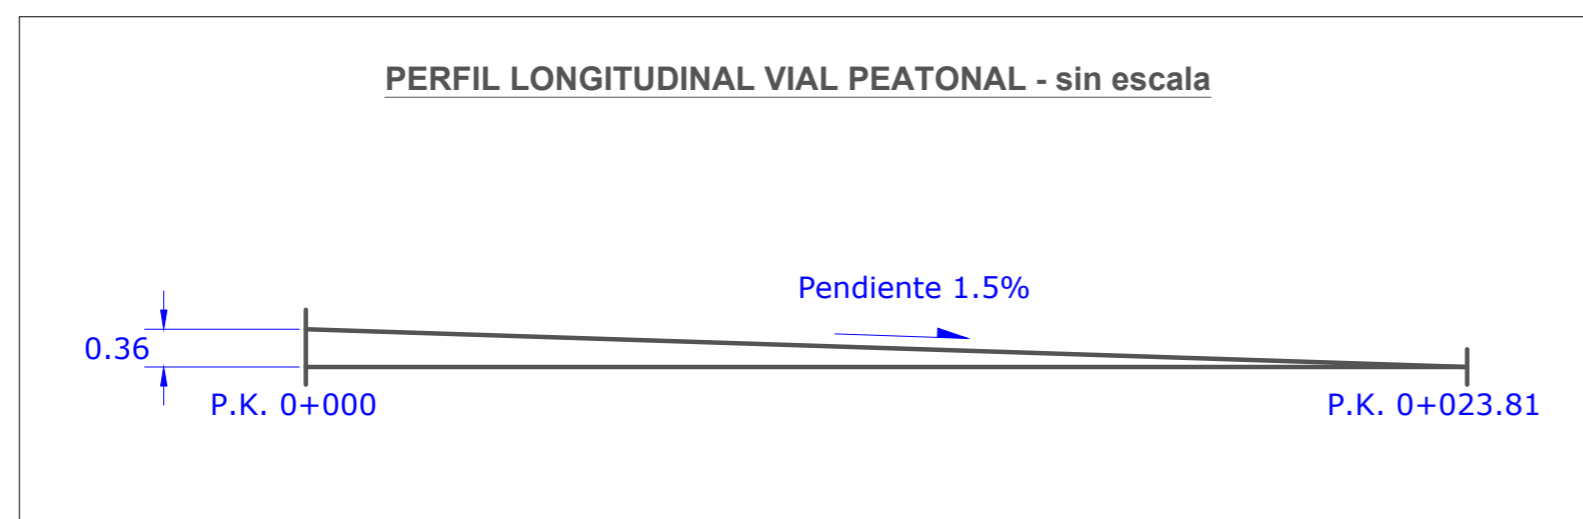 PERFIL LONGITUDINAL VIAL PEATONAL - sin escala
Pendiente 1.5%
0.36
P.K. 0+000
P.K. 0+023.81